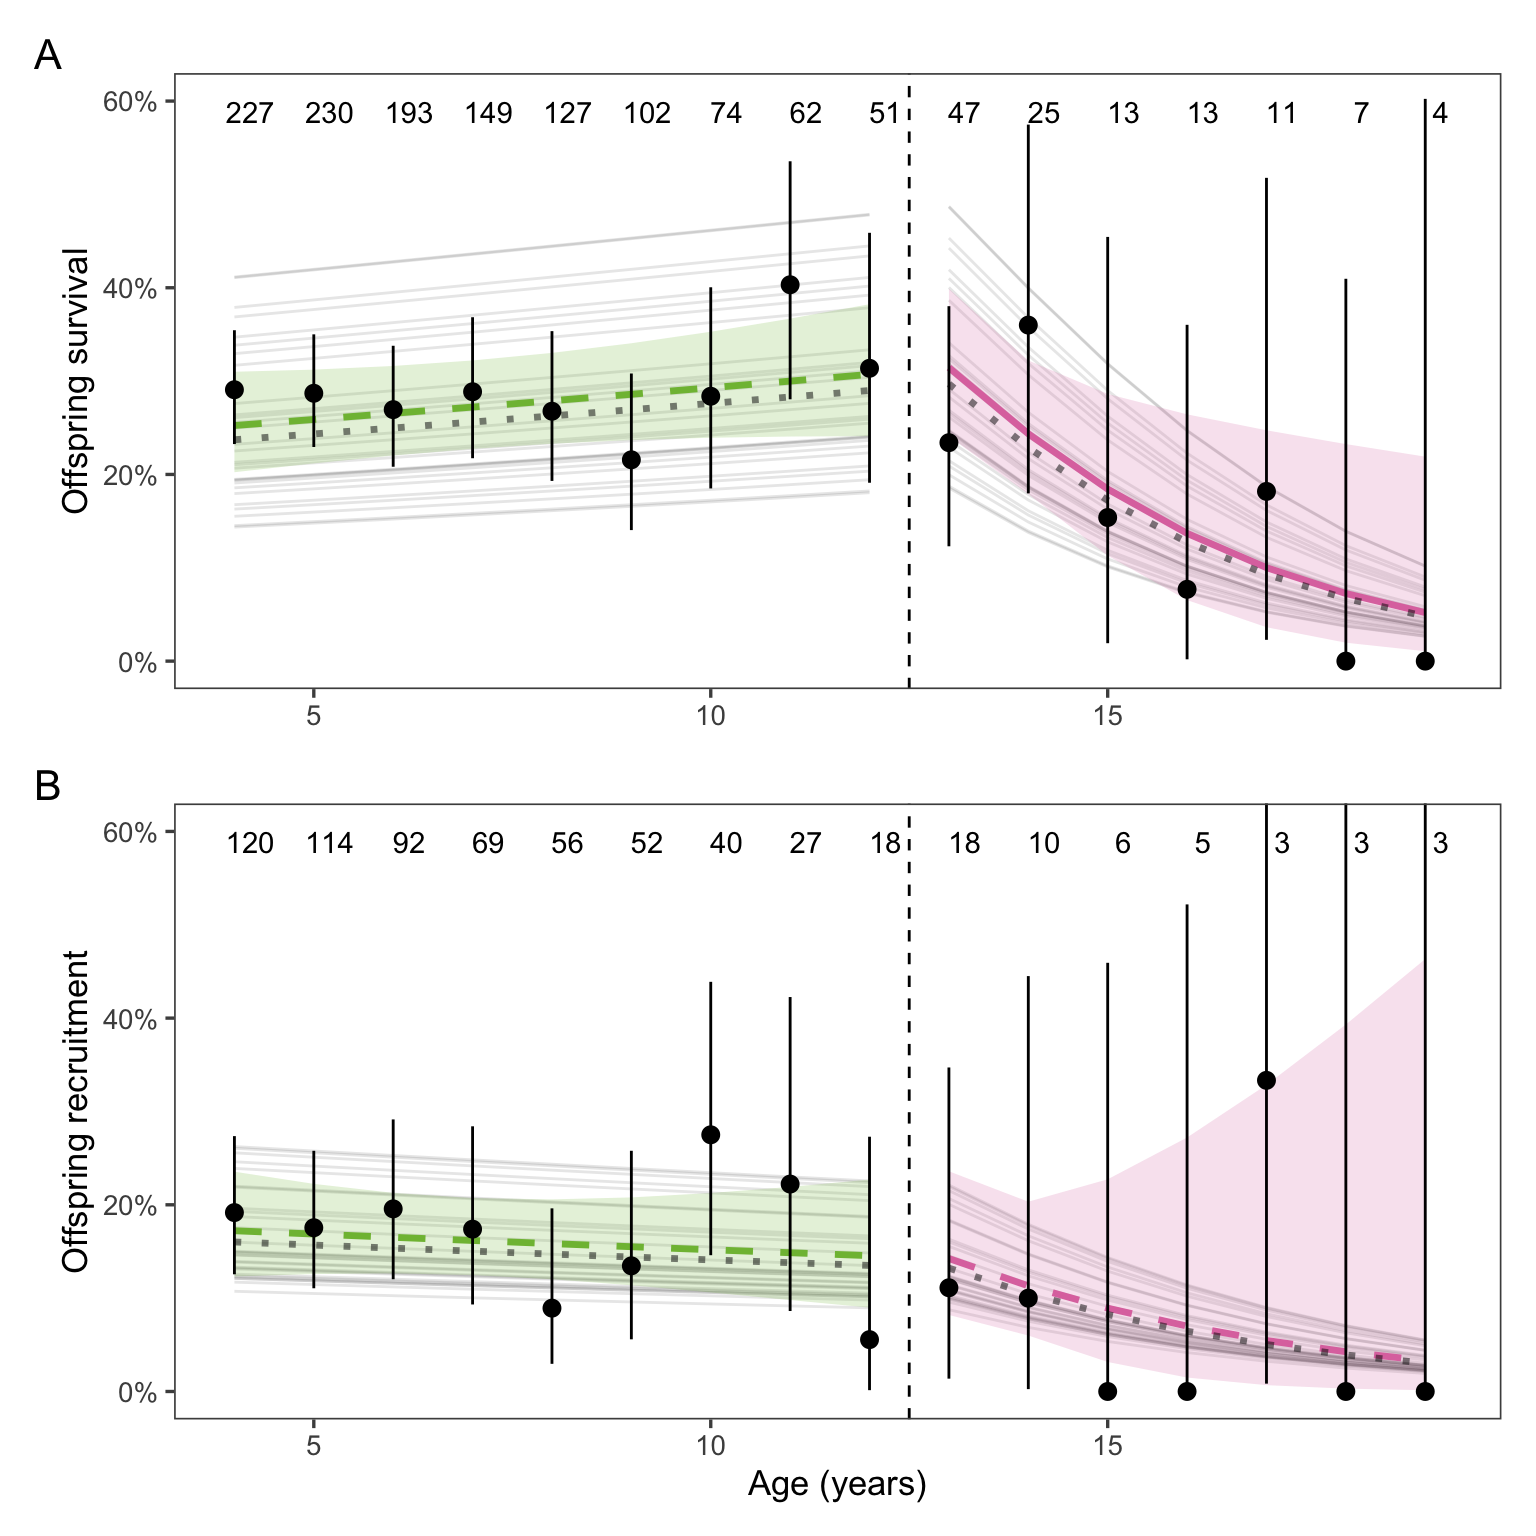 A
60%
227 230 193 149 127 102 74 62 51 47 25 13 13 11 7 4
40%
20%
0%
Offspring survival
5 10 15
B
60%
120 114 92 69 56 52 40 27 18 18 10 6 5 3 3 3
40%
20%
0%
Offspring recruitment
5 10 15
Age (years)